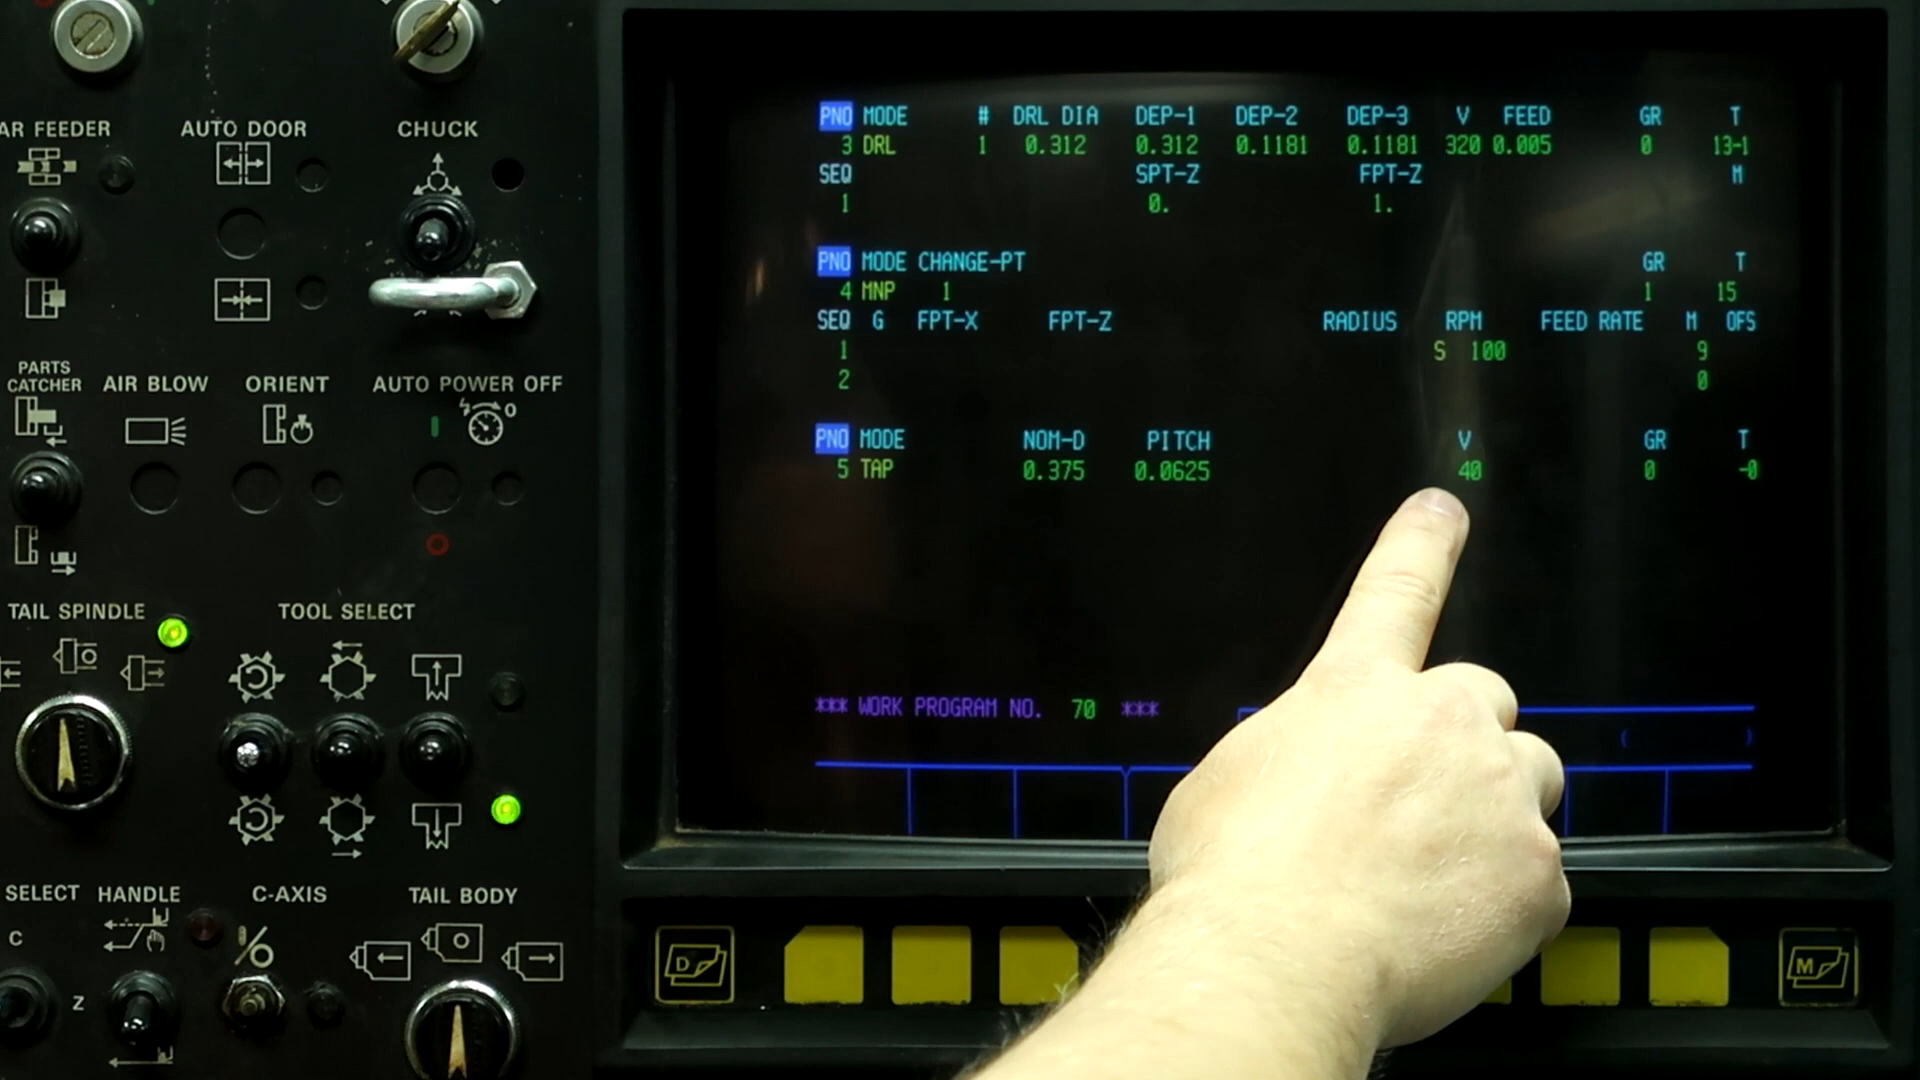 AR FEEDER
AUTO DOOR
CHUCK
PARTS CATCHER
AIR BLOW
ORIENT
AUTO POWER OFF
TAIL SPINDLE
TOOL SELECT
SELECT
HANDLE
C-AXIS
TAIL BODY
C
Z
PNO MODE # DRL DIA DEP-1 DEP-2 DEP-3 V FEED GR T
3 DRL 1 0.312 0.312 0.1181 0.1181 320 0.005 0 13-1
SEQ SPT-Z FPT-Z M
1 0. 1.
PNO MODE CHANGE-PT GR T
4 MNP 1 1 15
SEQ G FPT-X FPT-Z RADIUS RPM FEED RATE M OFS
1 S 100 9
2 0
PNO MODE NOM-D PITCH V GR T
5 TAP 0.375 0.0625 40 0 -0
*** WORK PROGRAM NO. 70 ***
( )
D
M